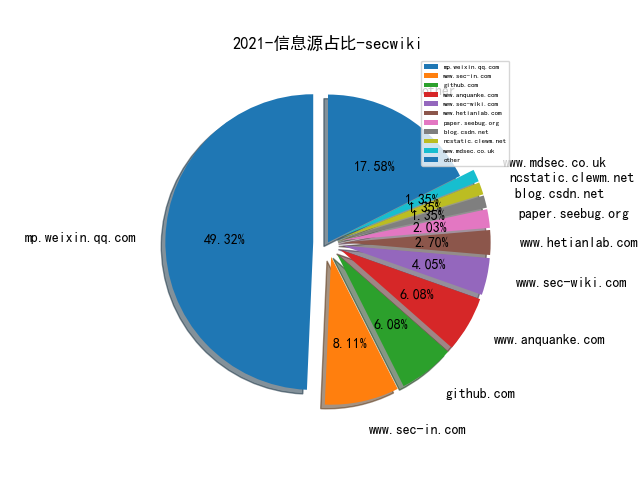 2021-信息源占比-secwiki
mp.weixin.qq.com
www.sec-in.com
github.com
www.anquanke.com
www.sec-wiki.com
www.hetianlab.com
paper.seebug.org
blog.csdn.net
ncstatic.clewm.net
www.mdsec.co.uk
other
17.58%
www.mdsec.co.uk
ncstatic.clewm.net
blog.csdn.net
paper.seebug.org
www.hetianlab.com
www.sec-wiki.com
www.anquanke.com
github.com
www.sec-in.com
mp.weixin.qq.com
49.32%
1.35%
1.35%
1.35%
2.03%
2.70%
4.05%
6.08%
6.08%
8.11%